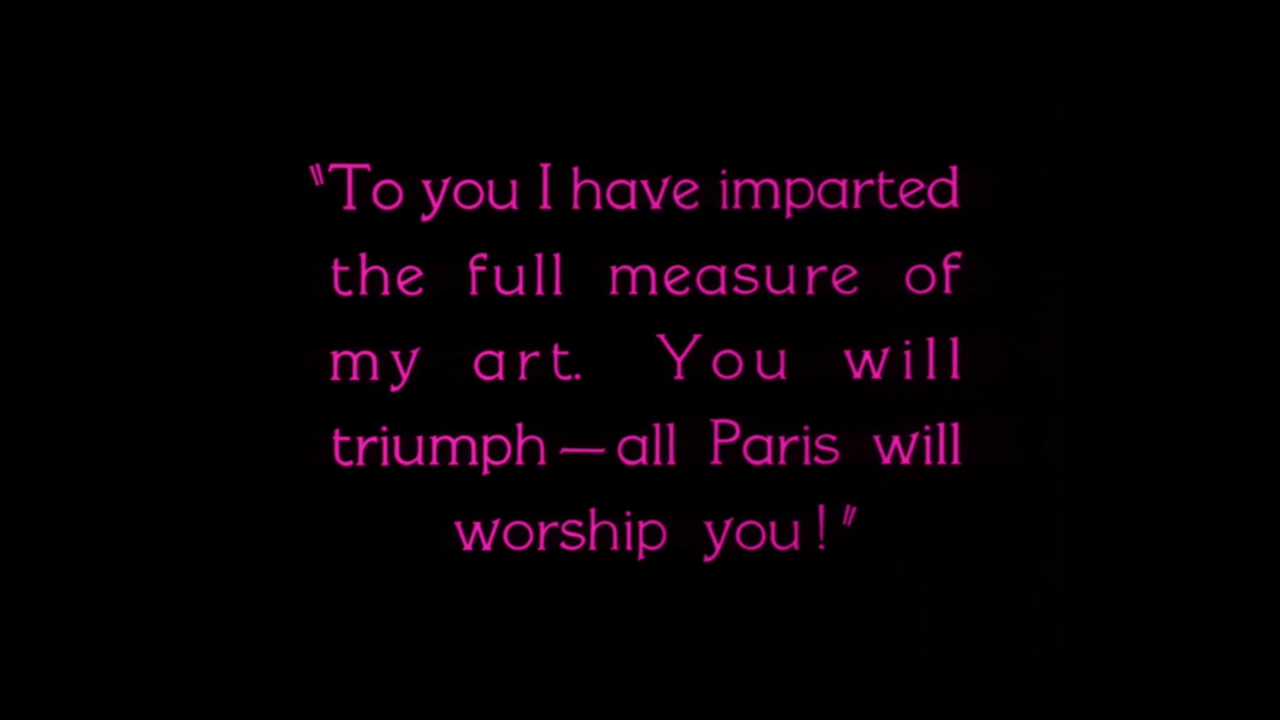 "To you I have imparted
the full measure of
my art. You will
triumph—all Paris will
worship you!"